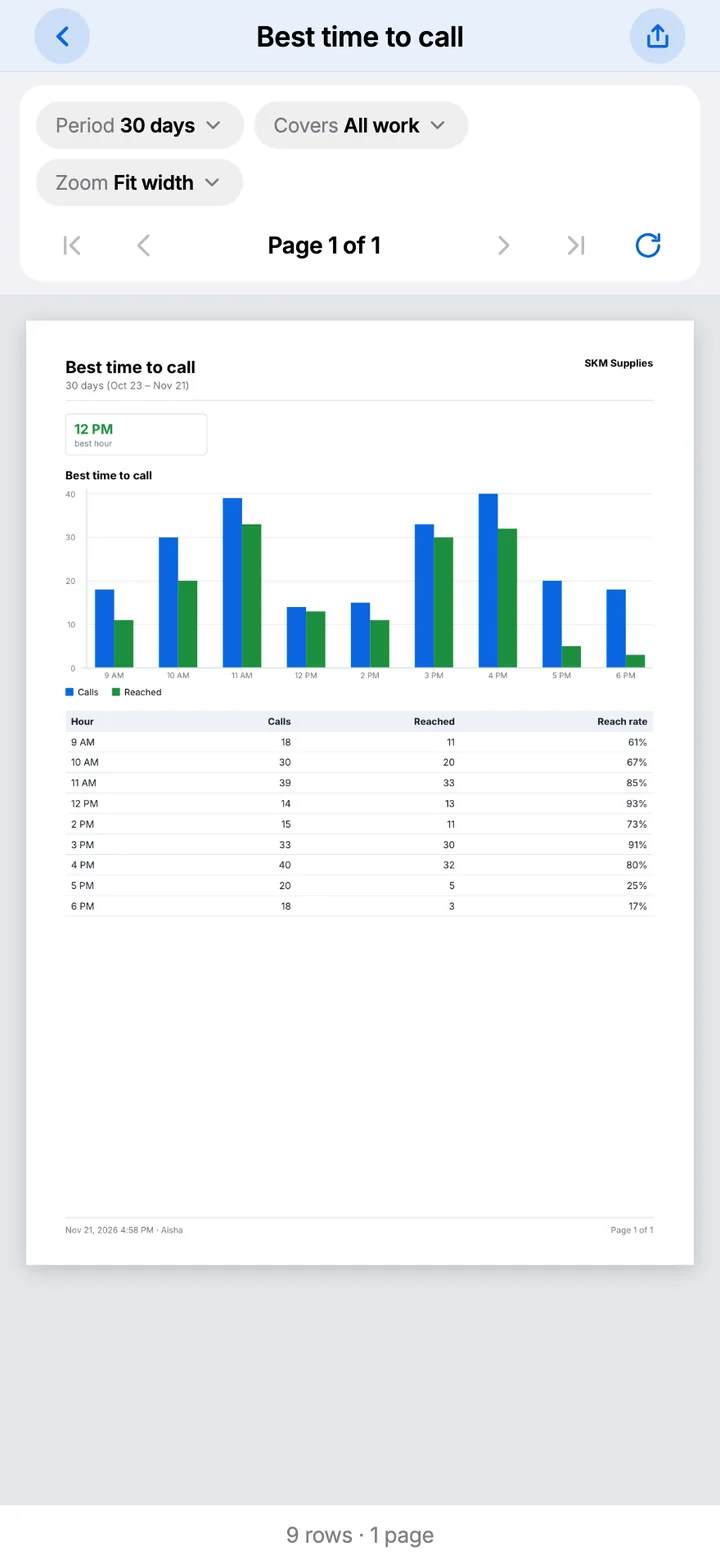 Best time to call
Period 30 days
Covers All work
Zoom Fit width
Page 1 of 1
Best time to call
SKM Supplies
30 days (Oct 23 – Nov 21)
12 PM
best hour
Best time to call
40
30
20
10
0
9 AM 10 AM 11 AM 12 PM 2 PM 3 PM 4 PM 5 PM 6 PM
Calls Reached
Hour Calls Reached Reach rate
9 AM 18 11 61%
10 AM 30 20 67%
11 AM 39 33 85%
12 PM 14 13 93%
2 PM 15 11 73%
3 PM 33 30 91%
4 PM 40 32 80%
5 PM 20 5 25%
6 PM 18 3 17%
Nov 21, 2026 4:58 PM · Aisha Page 1 of 1
9 rows · 1 page